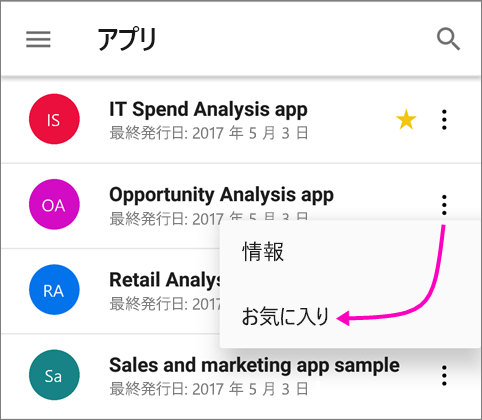 アプリ
IS
IT Spend Analysis app
最終発行日: 2017 年 5 月 3 日
OA
Opportunity Analysis app
最終発行日: 2017 年 5 月 3 日
情報
RA
Retail
最終発行日: 2017
お気に入り
Sa
Sales and marketing app sample
最終発行日: 2017 年 5 月 3 日